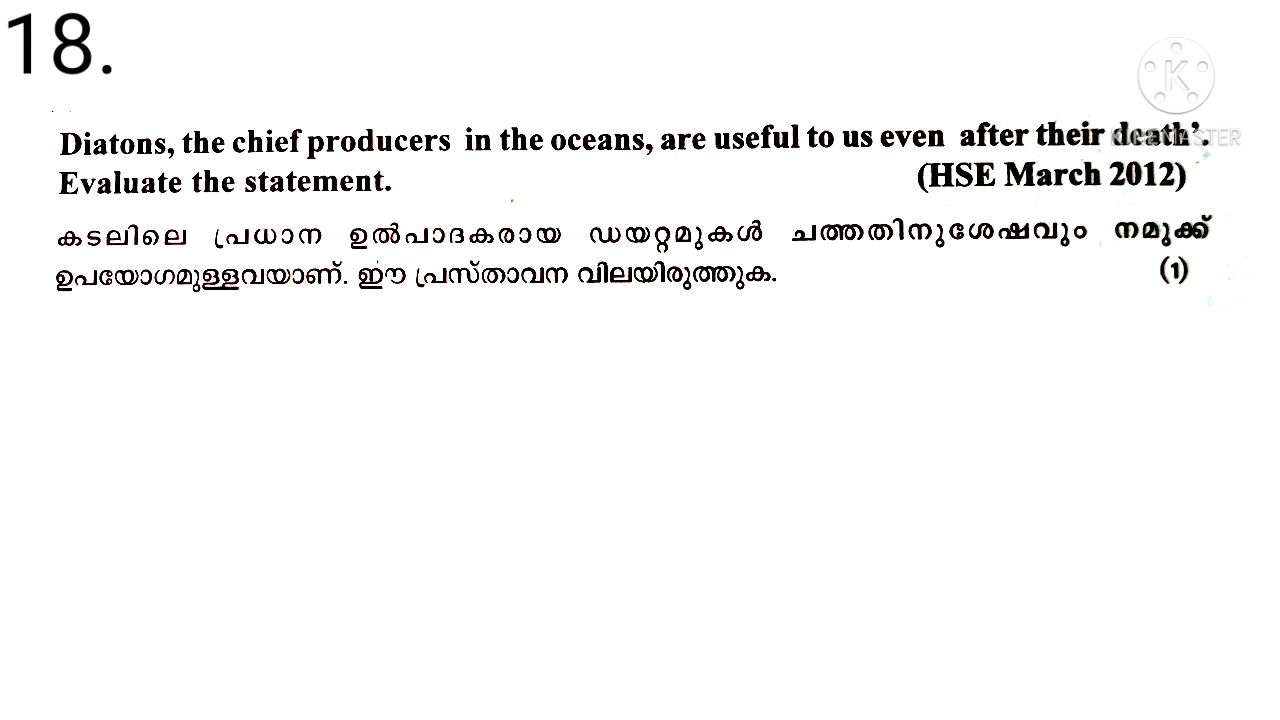 18.
Diatons, the chief producers in the oceans, are useful to us even after their death’.
KINEMASTER
Evaluate the statement. (HSE March 2012)
കടലിലെ പ്രധാന ഉൽപാദകരായ ഡയറ്റമുകൾ ചത്തതിനുശേഷവും നമുക്ക്
ഉപയോഗമുള്ളവയാണ്. ഈ പ്രസ്താവന വിലയിരുത്തുക. (1)